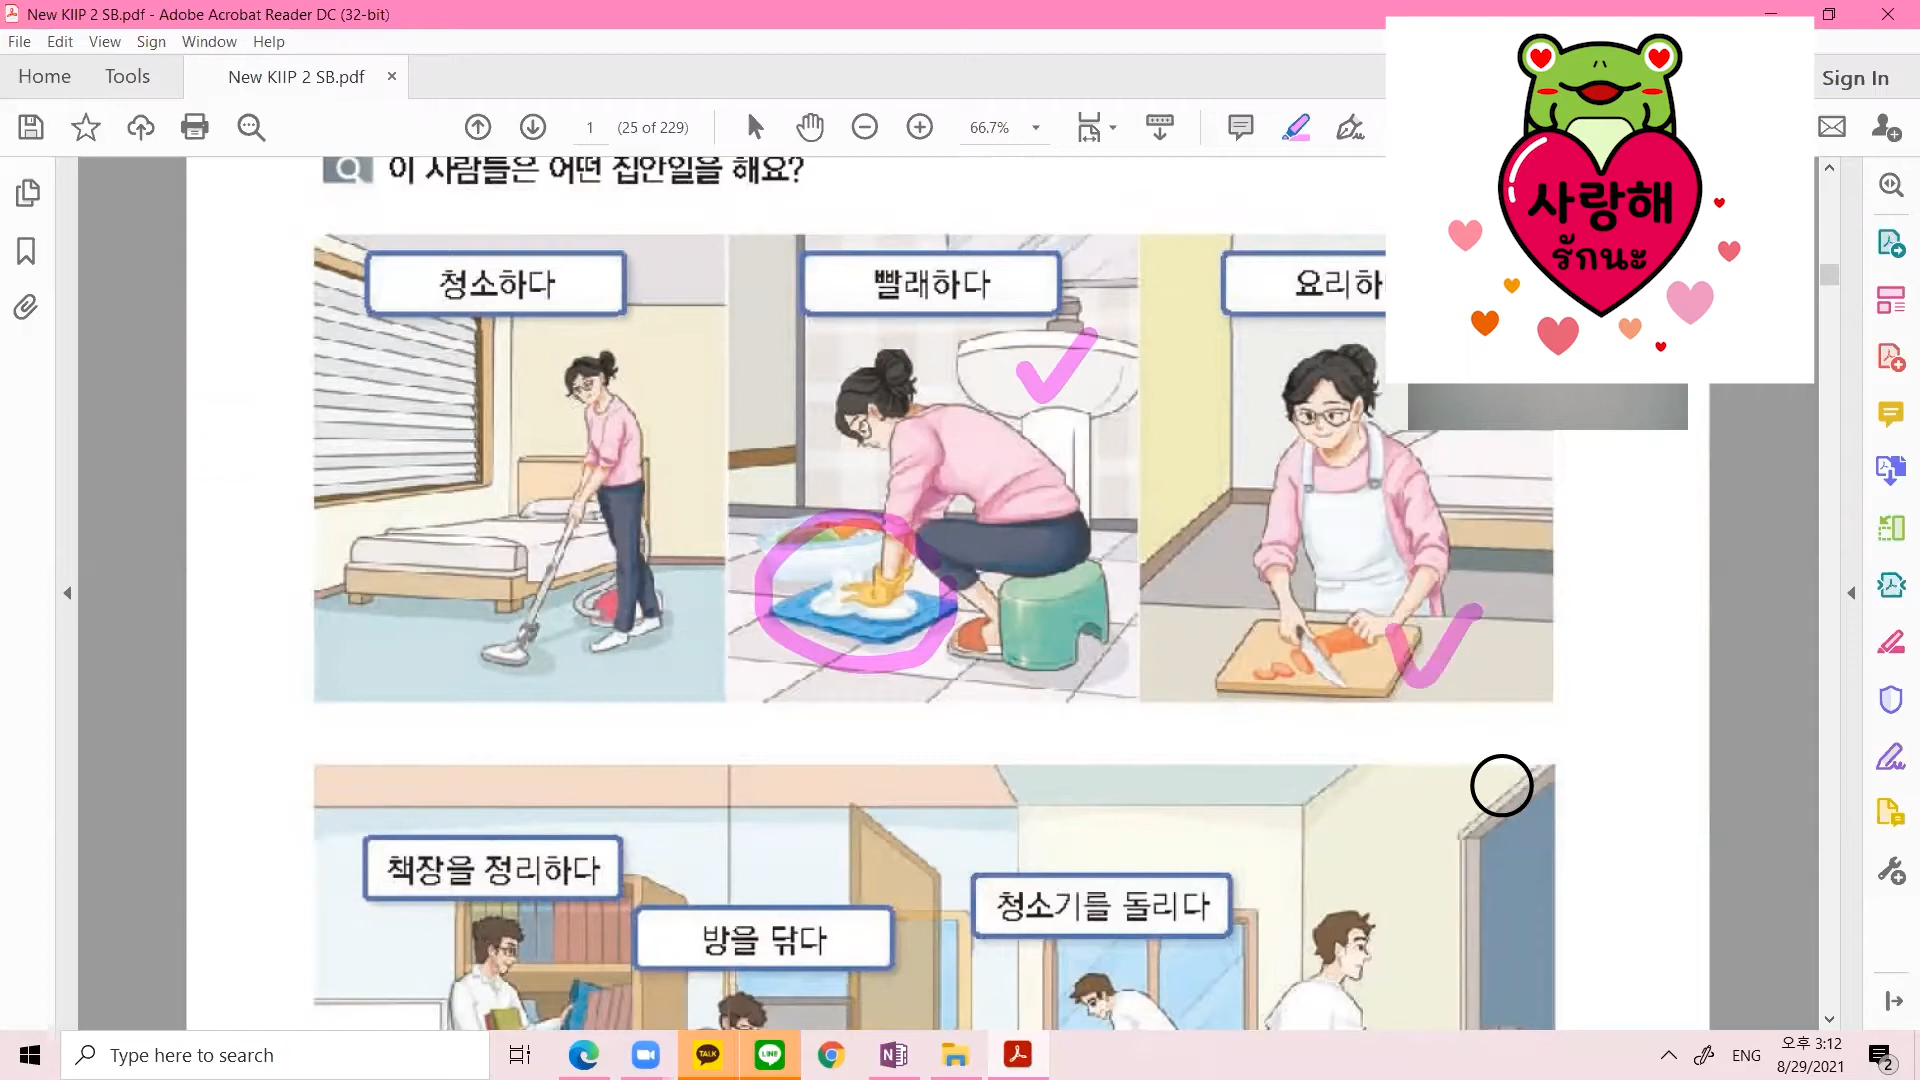 New KIIP 2 SB.pdf - Adobe Acrobat Reader DC (32-bit)
File Edit View Sign Window Help
Home Tools New KIIP 2 SB.pdf Sign In
1 (25 of 229) 66.7%
이 사람들은 어떤 집안일을 해요?
사랑해
รักนะ
청소하다 빨래하다 요리하
책장을 정리하다
청소기를 돌리다
방을 닦다
Type here to search
TALK
LINE
ENG
오후 3:12
8/29/2021
2